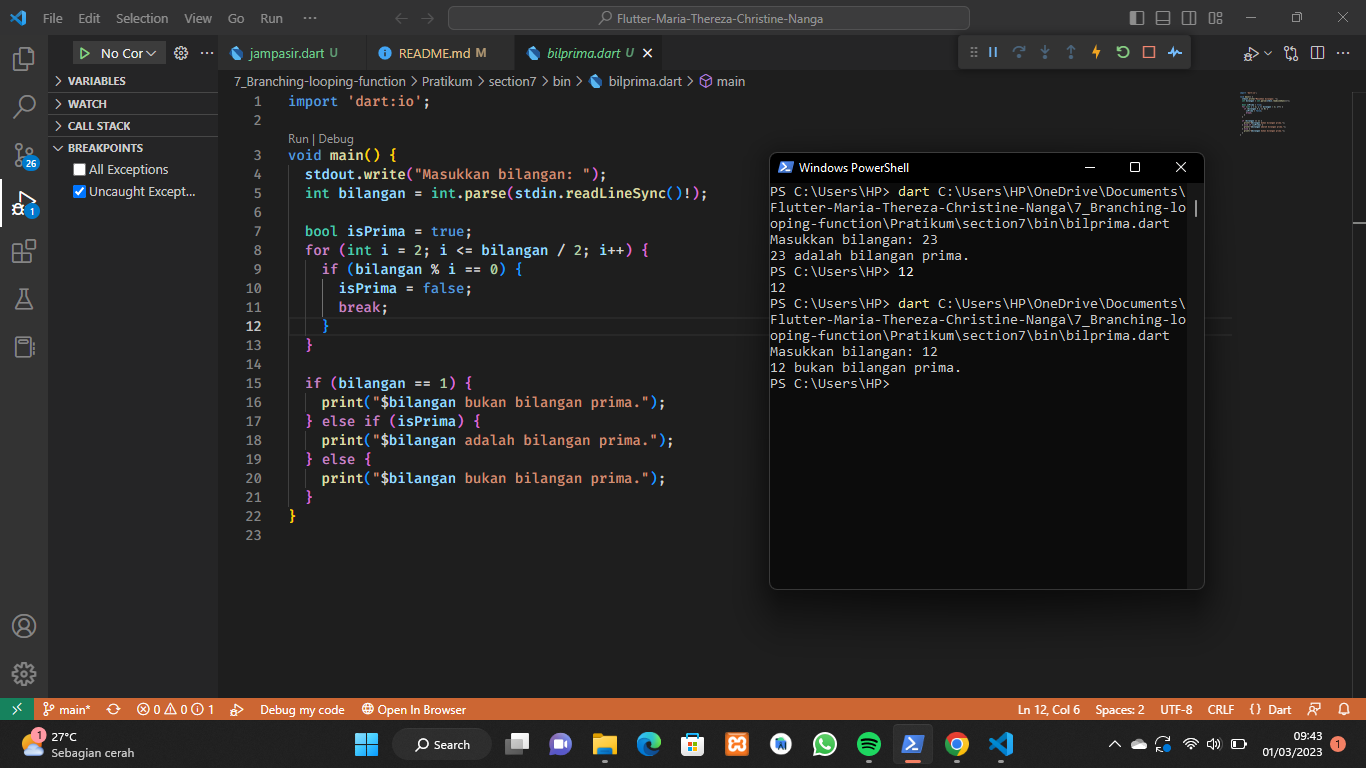 File Edit Selection View Go Run ··· Flutter-Maria-Thereza-Christine-Nanga
No Cor ··· jampasir.dart U README.md M bilprima.dart U
7_Branching-looping-function > Pratikum > section7 > bin > bilprima.dart > main
VARIABLES
WATCH
CALL STACK
BREAKPOINTS
All Exceptions
Uncaught Except...
26
1
1 import 'dart:io';
2
Run | Debug
3 void main() {
4 stdout.write("Masukkan bilangan: ");
5 int bilangan = int.parse(stdin.readLineSync()!);
6
7 bool isPrima = true;
8 for (int i = 2; i <= bilangan / 2; i++) {
9 if (bilangan % i == 0) {
10 isPrima = false;
11 break;
12 }
13 }
14
15 if (bilangan == 1) {
16 print("$bilangan bukan bilangan prima.");
17 } else if (isPrima) {
18 print("$bilangan adalah bilangan prima.");
19 } else {
20 print("$bilangan bukan bilangan prima.");
21 }
22 }
23
Windows PowerShell
PS C:\Users\HP> dart C:\Users\HP\OneDrive\Documents\
Flutter-Maria-Thereza-Christine-Nanga\7_Branching-lo
oping-function\Pratikum\section7\bin\bilprima.dart
Masukkan bilangan: 23
23 adalah bilangan prima.
PS C:\Users\HP> 12
12
PS C:\Users\HP> dart C:\Users\HP\OneDrive\Documents\
Flutter-Maria-Thereza-Christine-Nanga\7_Branching-lo
oping-function\Pratikum\section7\bin\bilprima.dart
Masukkan bilangan: 12
12 bukan bilangan prima.
PS C:\Users\HP>
main* 0 0 1 Debug my code Open In Browser Ln 12, Col 6 Spaces: 2 UTF-8 CRLF {} Dart
1 27°C
Sebagian cerah
Search
09:43
01/03/2023 1